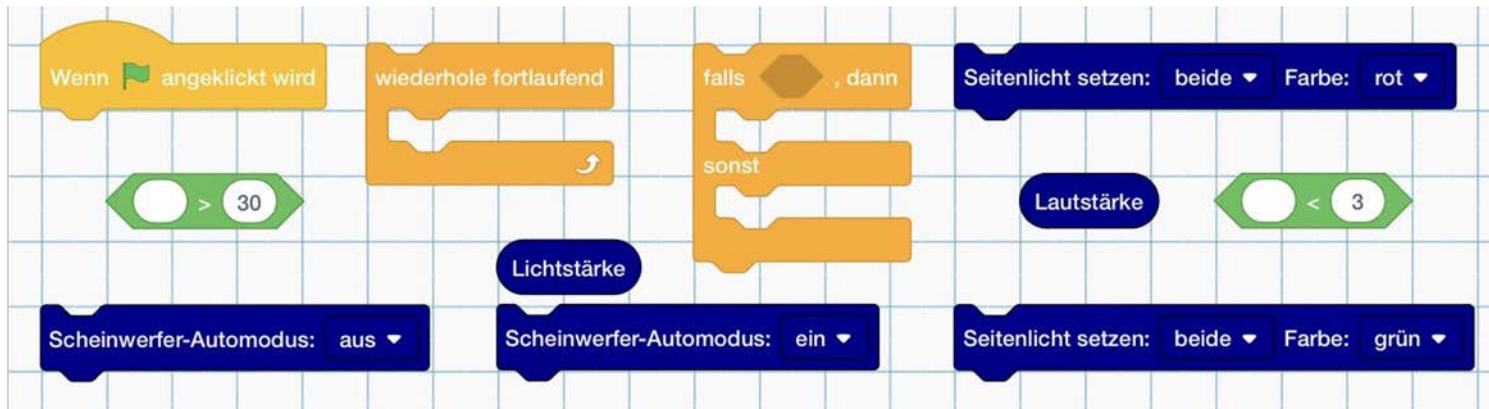 Wenn angeklickt wird
wiederhole fortlaufend
falls , dann
sonst
Seitenlicht setzen: beide Farbe: rot
> 30
Lautstärke
< 3
Lichtstärke
Scheinwerfer-Automodus: aus
Scheinwerfer-Automodus: ein
Seitenlicht setzen: beide Farbe: grün